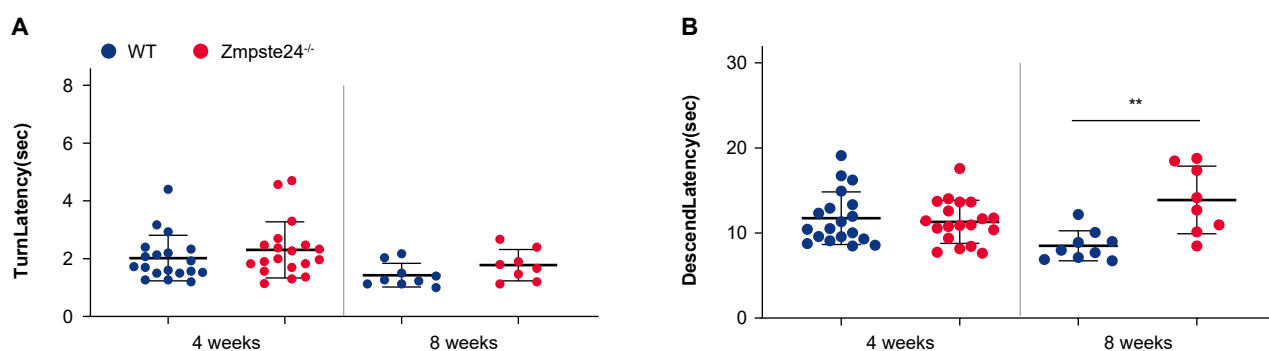 A
WT
Zmpste24-/-
TurnLatency(sec)
8
6
4
2
0
4 weeks
8 weeks
B
DescendLatency(sec)
30
20
10
0
**
4 weeks
8 weeks